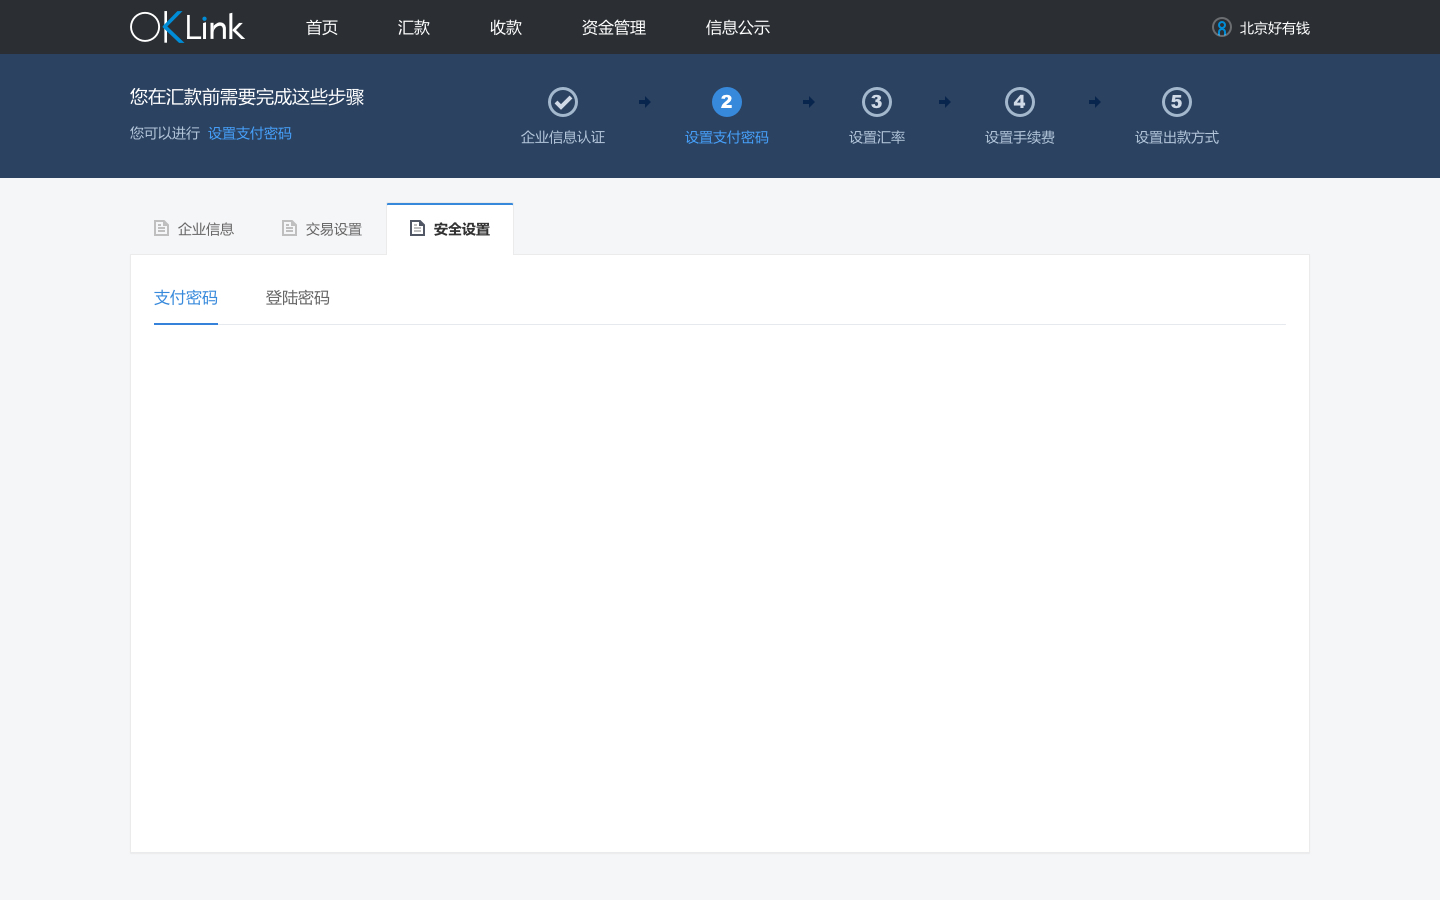 OKLink 首页 汇款 收款 资金管理 信息公示 北京好有钱
您在汇款前需要完成这些步骤
您可以进行 设置支付密码
2 3 4 5
企业信息认证 设置支付密码 设置汇率 设置手续费 设置出款方式
企业信息 交易设置 安全设置
支付密码 登陆密码